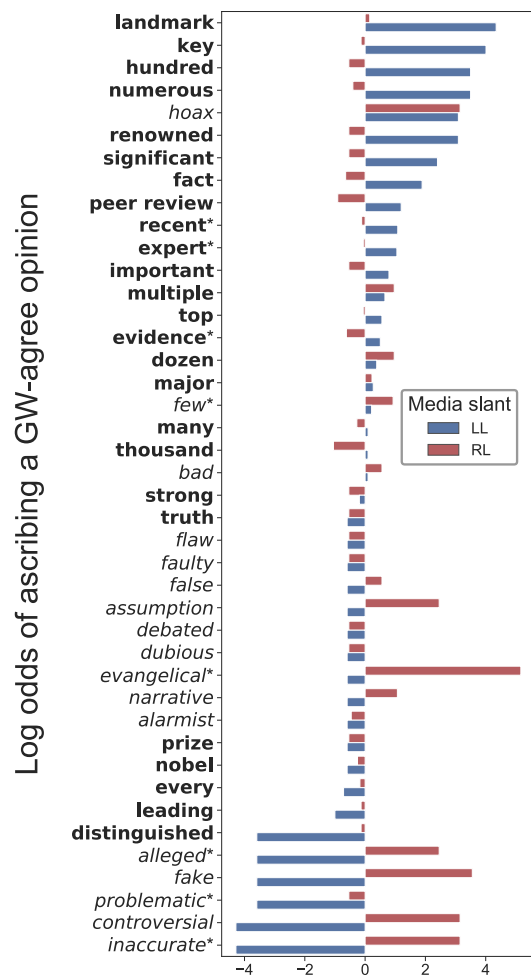 Log odds of ascribing a GW-agree opinion
landmark
key
hundred
numerous
hoax
renowned
significant
fact
peer review
recent*
expert*
important
multiple
top
evidence*
dozen
major
few*
many
thousand
bad
strong
truth
flaw
faulty
false
assumption
debated
dubious
evangelical*
narrative
alarmist
prize
nobel
every
leading
distinguished
alleged*
fake
problematic*
controversial
inaccurate*
Media slant
LL
RL
−4 −2 0 2 4